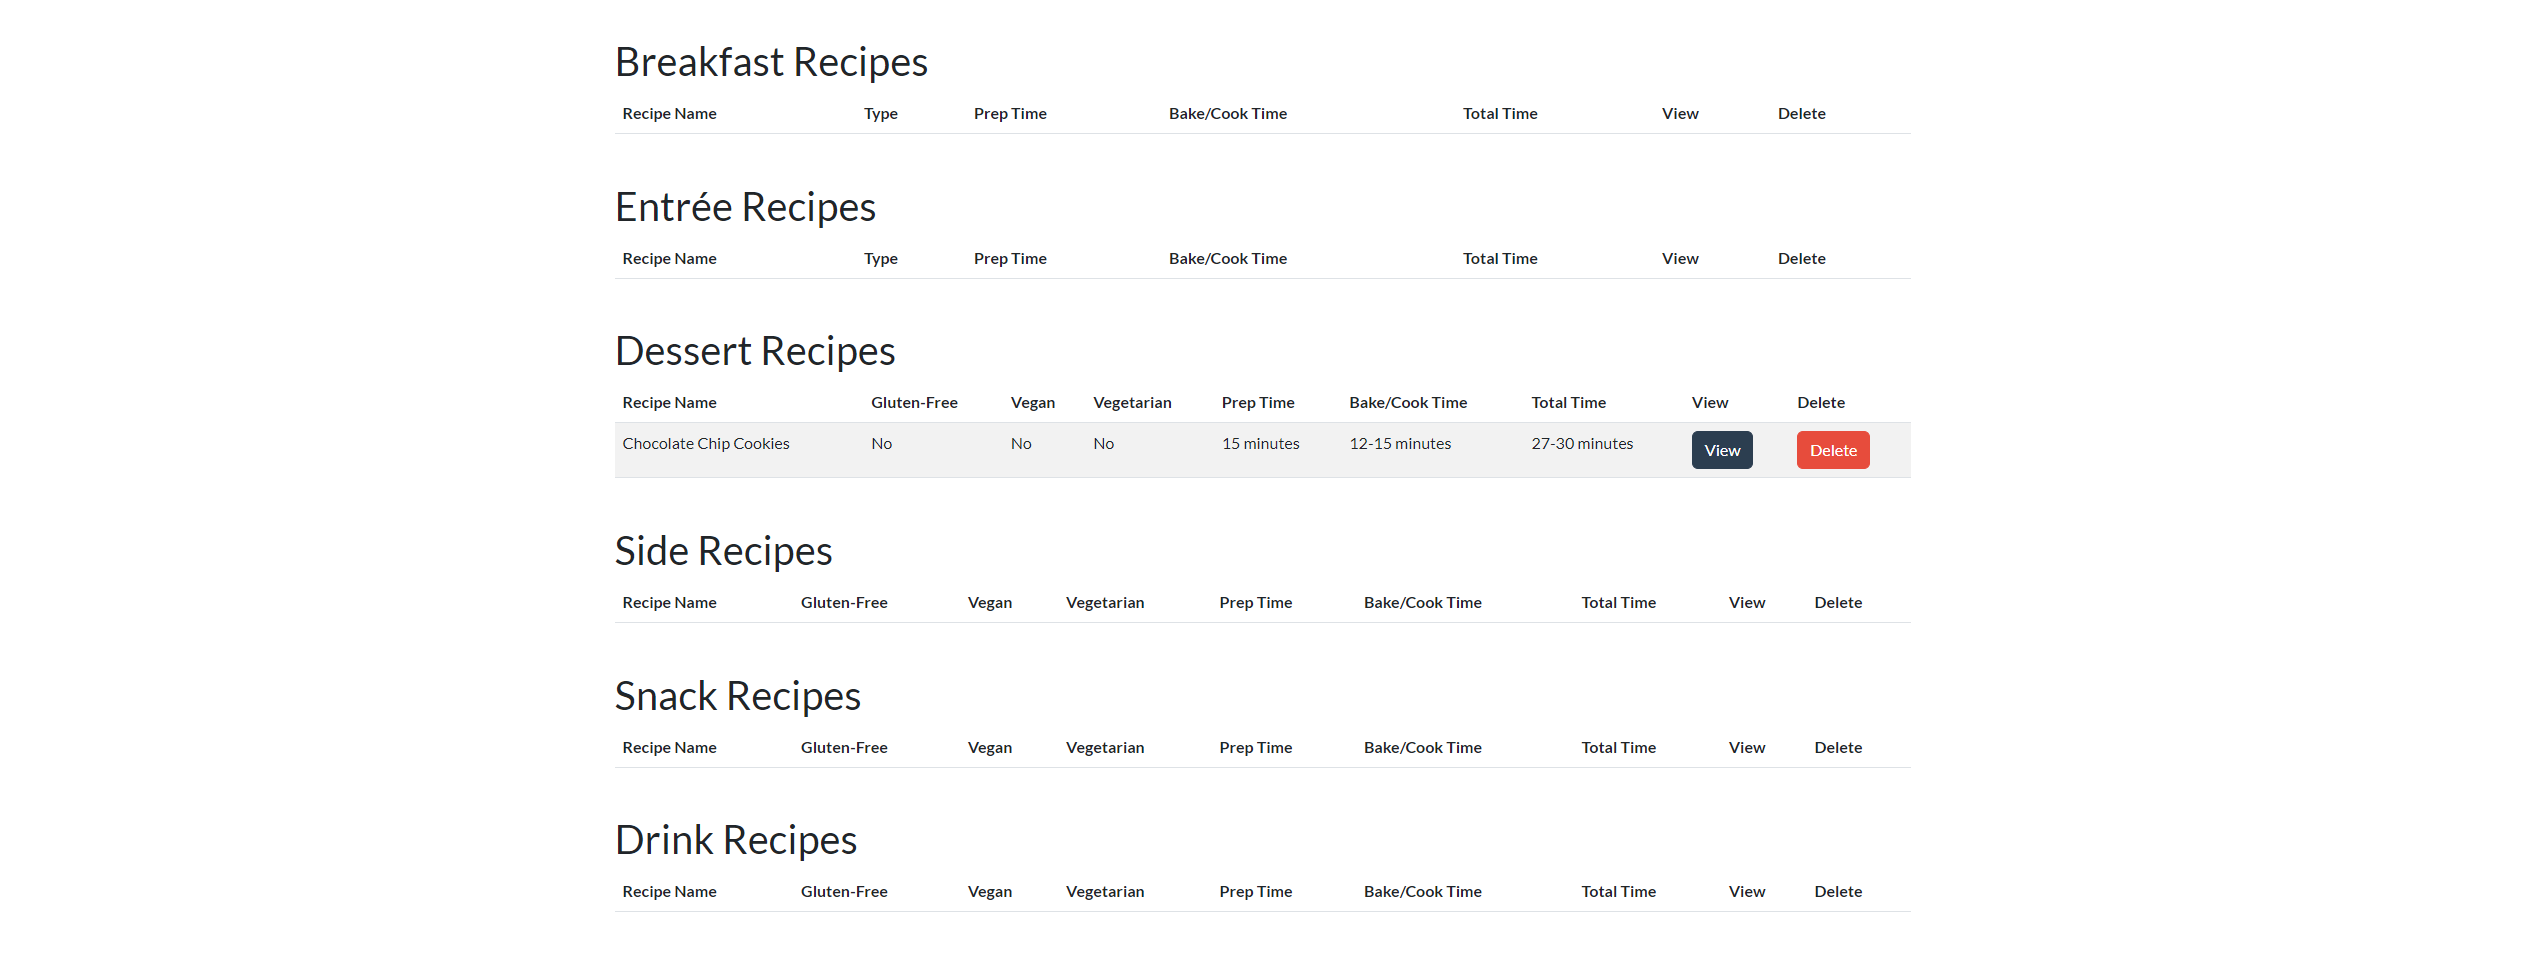 Breakfast Recipes
Recipe Name Type Prep Time Bake/Cook Time Total Time View Delete
Entrée Recipes
Recipe Name Type Prep Time Bake/Cook Time Total Time View Delete
Dessert Recipes
Recipe Name Gluten-Free Vegan Vegetarian Prep Time Bake/Cook Time Total Time View Delete
Chocolate Chip Cookies No No No 15 minutes 12-15 minutes 27-30 minutes View Delete
Side Recipes
Recipe Name Gluten-Free Vegan Vegetarian Prep Time Bake/Cook Time Total Time View Delete
Snack Recipes
Recipe Name Gluten-Free Vegan Vegetarian Prep Time Bake/Cook Time Total Time View Delete
Drink Recipes
Recipe Name Gluten-Free Vegan Vegetarian Prep Time Bake/Cook Time Total Time View Delete